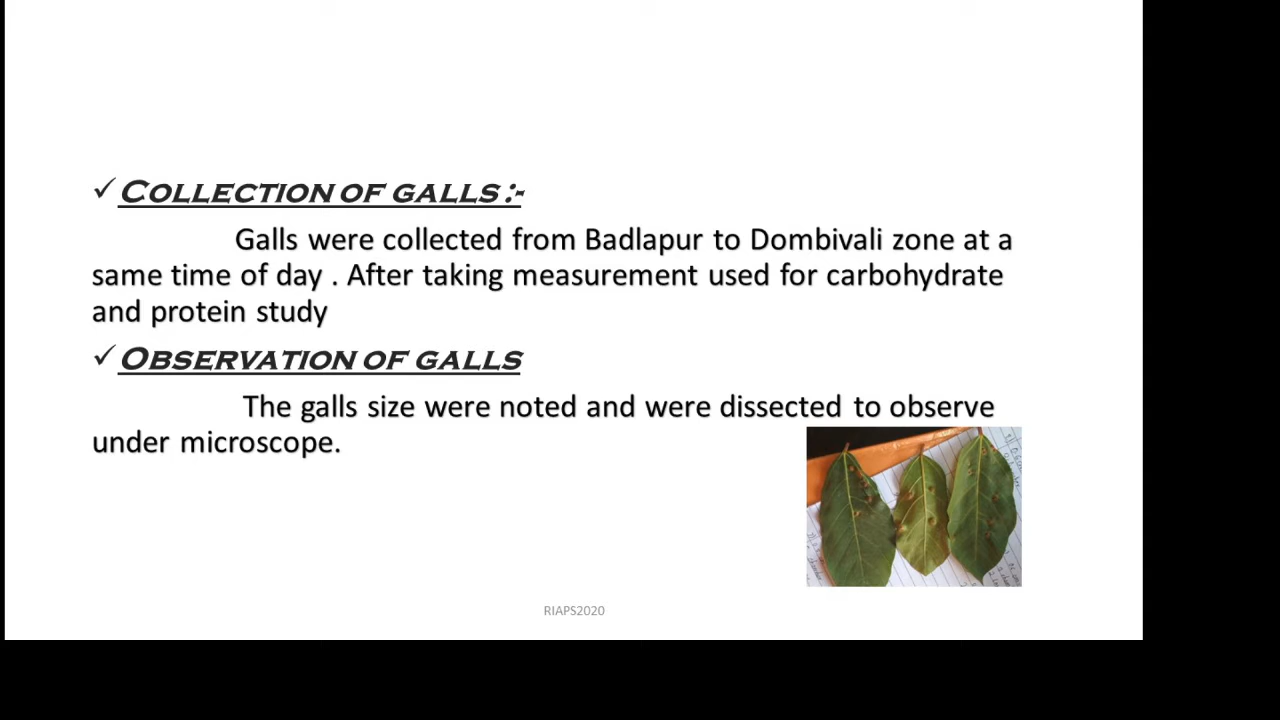 ✓ COLLECTION OF GALLS :-
Galls were collected from Badlapur to Dombivali zone at a
same time of day . After taking measurement used for carbohydrate
and protein study
✓ OBSERVATION OF GALLS
The galls size were noted and were dissected to observe
under microscope.
RIAPS2020